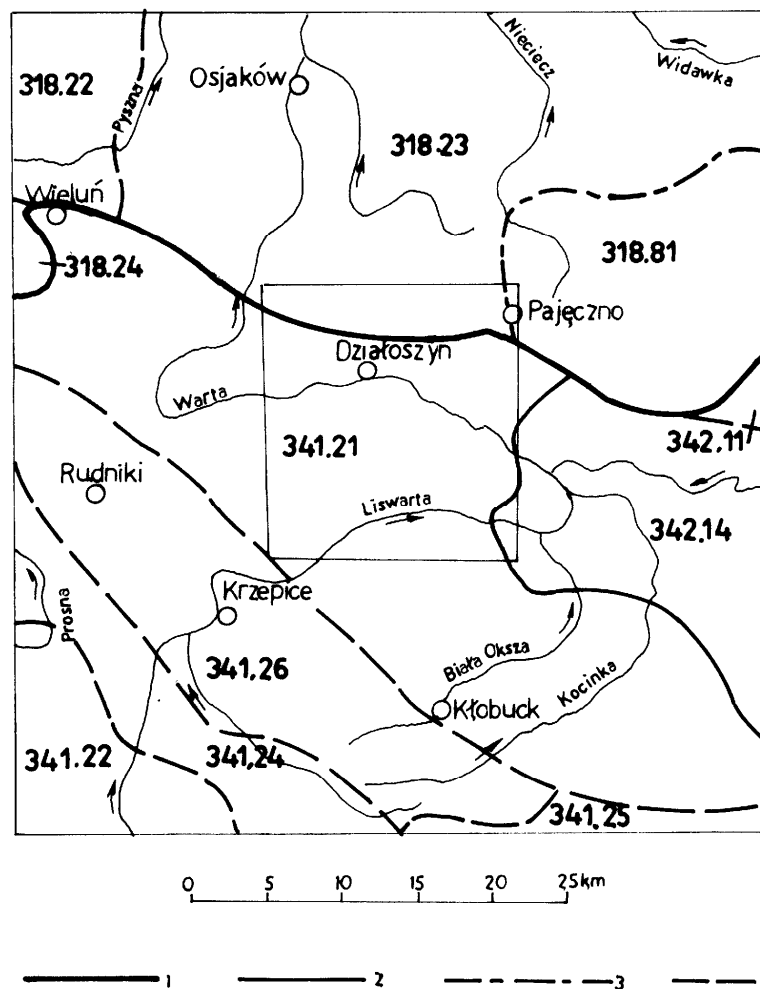 318.22
Pyszna
Osjaków
Nieciecz
Widawka
318.23
Wieluń
318.24
318.81
Pajęczno
Działoszyn
Warta
341.21
342.11
Rudniki
Liswarta
342.14
Krzepice
Prosna
341.26
Biała Oksza
Kocinka
Kłobuck
341.22
341.24
341.25
0 5 10 15 20 25km
1 2 3